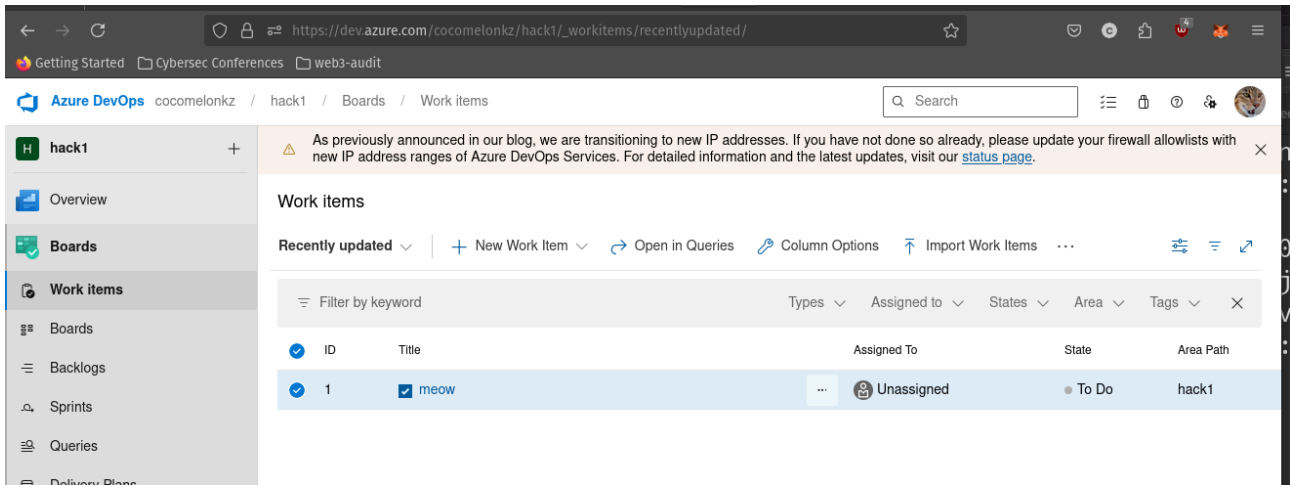 https://dev.azure.com/cocomelonkz/hack1/_workitems/recentlyupdated/
4
Getting Started Cybersec Conferences web3-audit
Azure DevOps cocomelonkz / hack1 / Boards / Work items Search
H hack1
As previously announced in our blog, we are transitioning to new IP addresses. If you have not done so already, please update your firewall allowlists with
new IP address ranges of Azure DevOps Services. For detailed information and the latest updates, visit our status page.
Overview
Work items
Boards
Recently updated New Work Item Open in Queries Column Options Import Work Items ...
Work items
Filter by keyword Types Assigned to States Area Tags
Boards
ID Title Assigned To State Area Path
Backlogs
1 meow ... Unassigned To Do hack1
Sprints
Queries
Delivery Plans